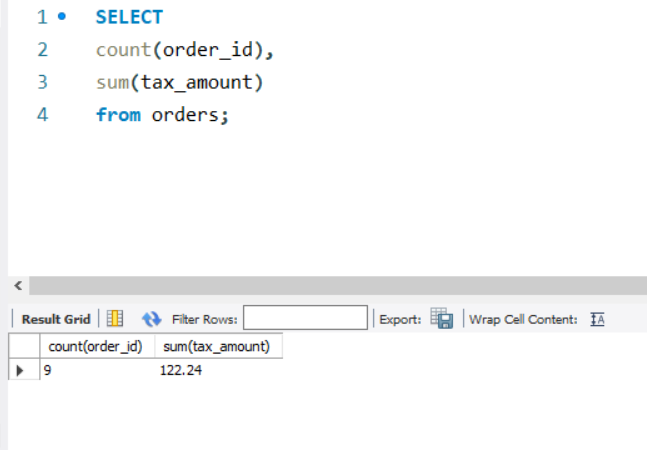 1 SELECT
2 count(order_id),
3 sum(tax_amount)
4 from orders;
Result Grid Filter Rows: Export: Wrap Cell Content:
count(order_id) sum(tax_amount)
9 122.24